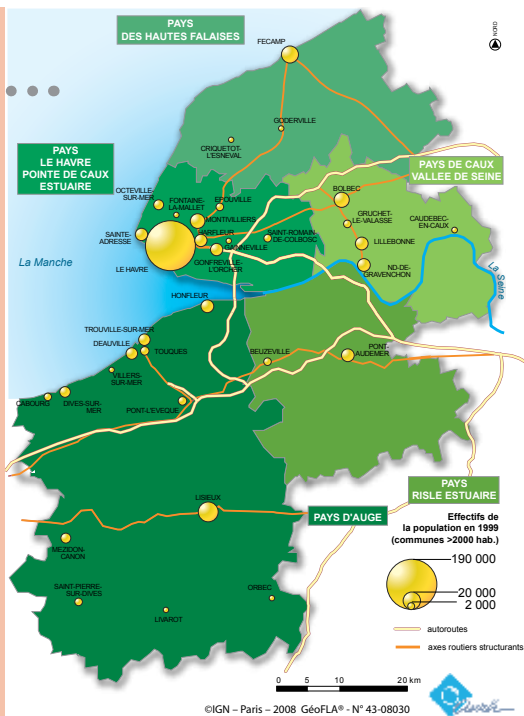 PAYS
DES HAUTES FALAISES
NORD
FECAMP
GODERVILLE
CRIQUETOT-
L'ESNEVAL
PAYS
LE HAVRE
POINTE DE CAUX
ESTUAIRE
PAYS DE CAUX
VALLEE DE SEINE
OCTEVILLE-
SUR-MER
FONTAINE-
LA-MALLET
EPOUVILLE
MONTIVILLIERS
BOLBEC
GRUCHET-
LE-VALASSE
CAUDEBEC-
EN-CAUX
SAINTE-
ADRESSE
HARFLEUR
GAINNEVILLE
SAINT-ROMAIN-
DE-COLBOSC
LILLEBONNE
GONFREVILLE-
L'ORCHER
ND-DE-
GRAVENCHON
La Manche
LE HAVRE
La Seine
HONFLEUR
TROUVILLE-SUR-MER
DEAUVILLE
TOUQUES
BEUZEVILLE
PONT-
AUDEMER
VILLERS-
SUR-MER
CABOURG
DIVES-SUR-
MER
PONT-L'EVEQUE
PAYS
RISLE ESTUAIRE
LISIEUX
PAYS D'AUGE
Effectifs de
la population en 1999
(communes >2000 hab.)
MEZIDON-
CANON
190 000
20 000
2 000
SAINT-PIERRE-
SUR-DIVES
ORBEC
LIVAROT
autoroutes
axes routiers structurants
0 5 10 20 km
©IGN – Paris – 2008 GéoFLA® - N° 43-08030